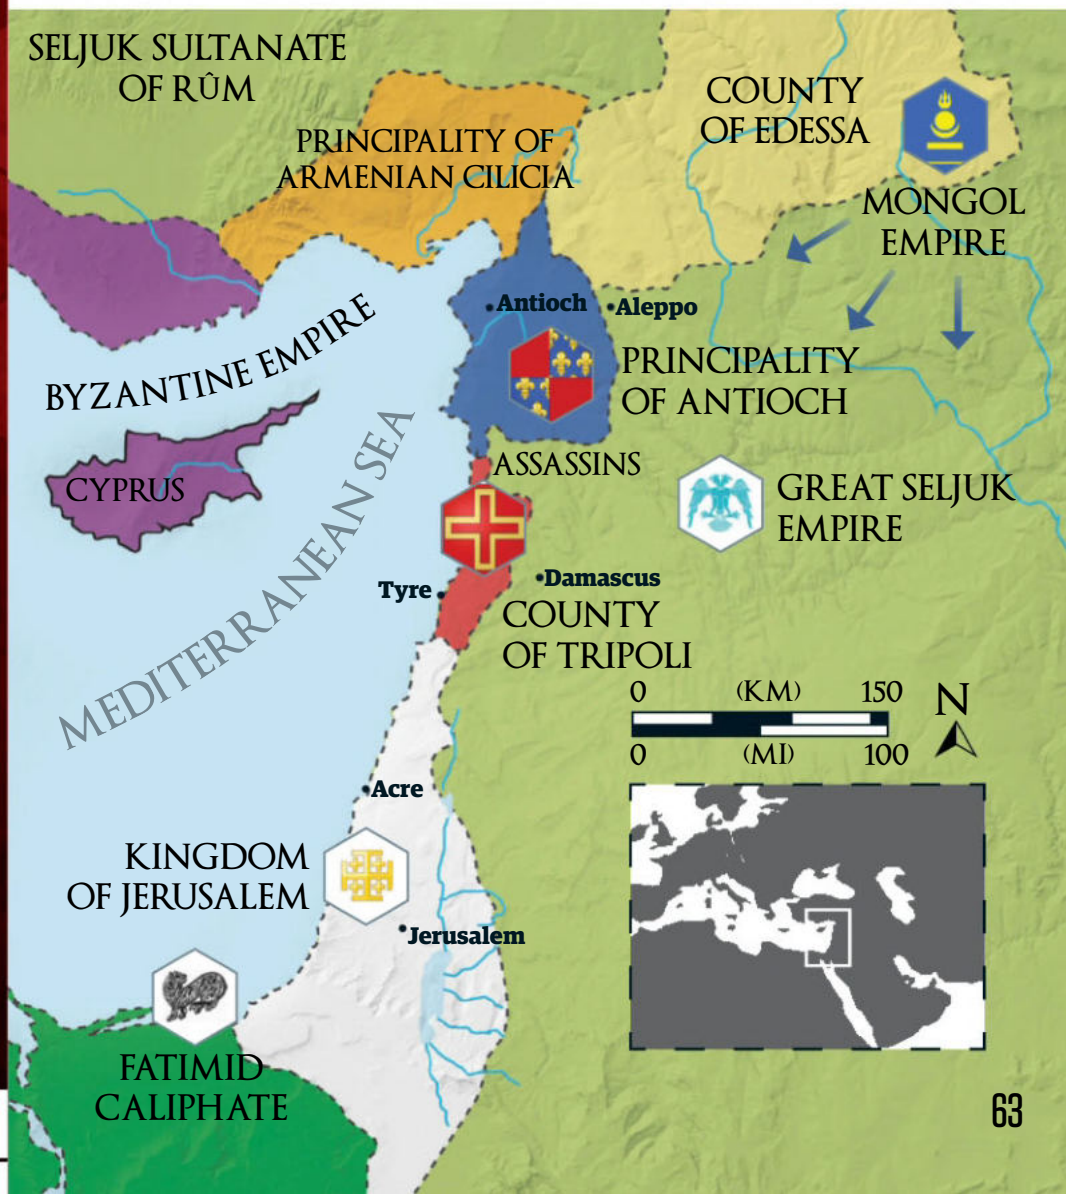 SELJUK SULTANATE
OF RÛM
COUNTY
OF EDESSA
PRINCIPALITY OF
ARMENIAN CILICIA
MONGOL
EMPIRE
Antioch
Aleppo
BYZANTINE EMPIRE
PRINCIPALITY
OF ANTIOCH
ASSASSINS
CYPRUS
GREAT SELJUK
EMPIRE
MEDITERRANEAN SEA
Tyre
Damascus
COUNTY
OF TRIPOLI
0 (KM) 150
N
0 (MI) 100
Acre
KINGDOM
OF JERUSALEM
Jerusalem
FATIMID
CALIPHATE
63